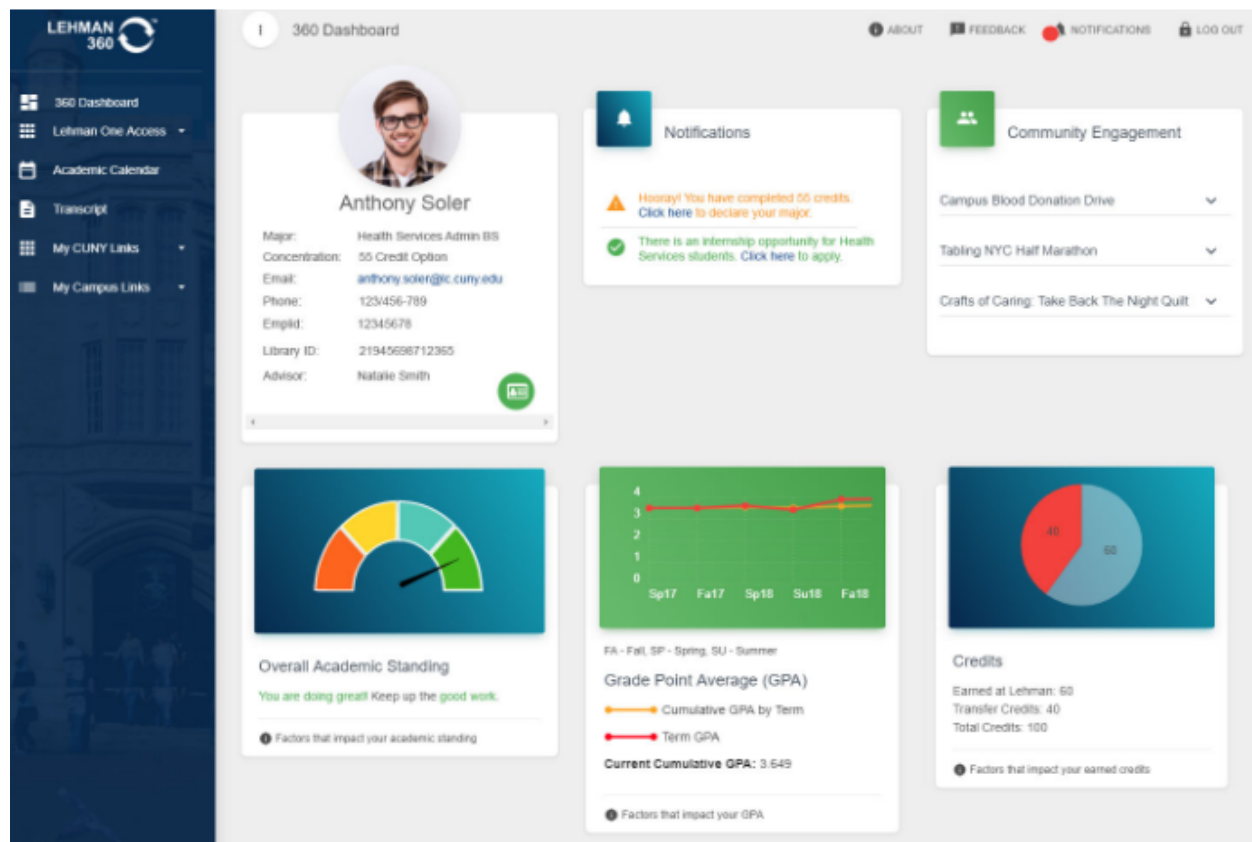 LEHMAN
360
360 Dashboard
Lehman One Access
Academic Calendar
Transcript
My CUNY Links
My Campus Links
360 Dashboard
ABOUT
FEEDBACK
NOTIFICATIONS
LOG OUT
Anthony Soler
Major: Health Services Admin BS
Concentration: 55 Credit Option
Email: anthony.soler@lc.cuny.edu
Phone: 123/456-789
Emplid: 12345678
Library ID: 21945698712365
Advisor: Natalie Smith
Notifications
Hooray! You have completed 55 credits.
Click here to declare your major.
There is an internship opportunity for Health
Services students. Click here to apply.
Community Engagement
Campus Blood Donation Drive
Tabling NYC Half Marathon
Crafts of Caring: Take Back The Night Quilt
Overall Academic Standing
You are doing great! Keep up the good work.
Factors that impact your academic standing
4
3
2
1
0
Sp17 Fa17 Sp18 Su18 Fa18
FA - Fall, SP - Spring, SU - Summer
Grade Point Average (GPA)
Cumulative GPA by Term
Term GPA
Current Cumulative GPA: 3.649
Factors that impact your GPA
40
60
Credits
Earned at Lehman: 60
Transfer Credits: 40
Total Credits: 100
Factors that impact your earned credits